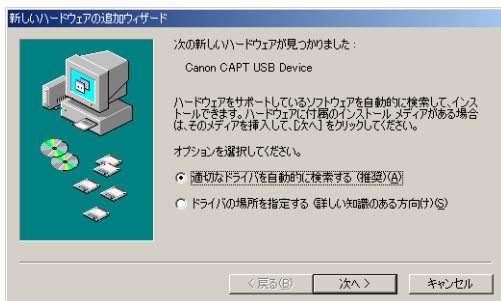 新しいハードウェアの追加ウィザード
次の新しいハードウェアが見つかりました :
Canon CAPT USB Device
ハードウェアをサポートしているソフトウェアを自動的に検索して、インス
トールできます。ハードウェアに付属のインストール メディアがある場合
は、そのメディアを挿入して、[次へ] をクリックしてください。
オプションを選択してください。
適切なドライバを自動的に検索する (推奨)(A)
ドライバの場所を指定する (詳しい知識のある方向け)(S)
< 戻る(B)
次へ >
キャンセル